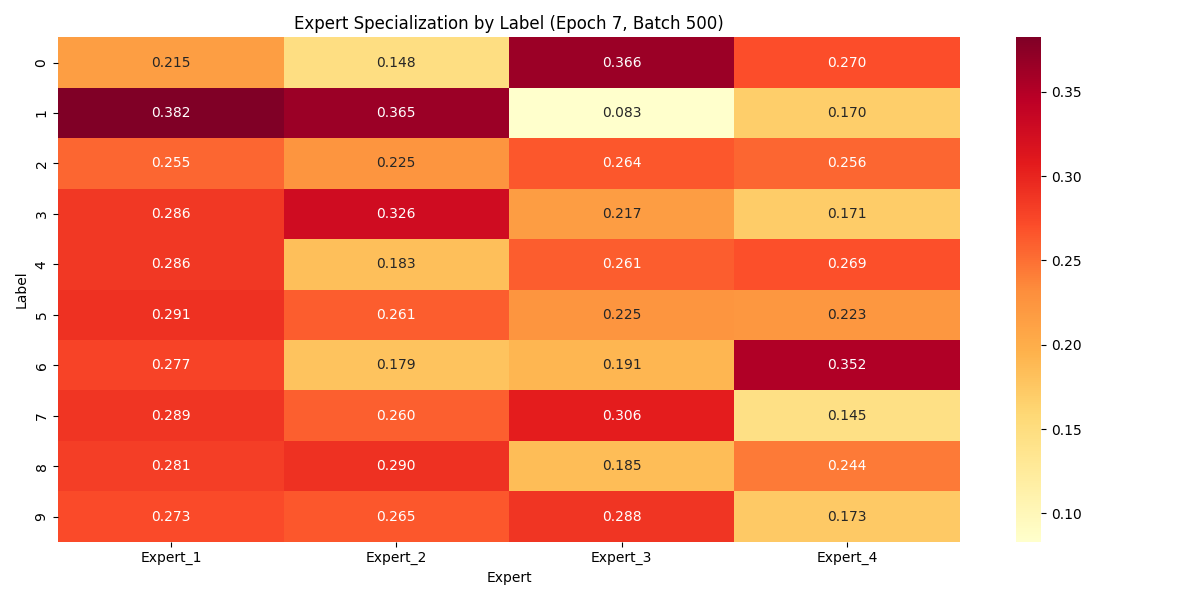 Expert Specialization by Label (Epoch 7, Batch 500)
0 0.215 0.148 0.366 0.270
1 0.382 0.365 0.083 0.170
2 0.255 0.225 0.264 0.256
3 0.286 0.326 0.217 0.171
4 0.286 0.183 0.261 0.269
5 0.291 0.261 0.225 0.223
6 0.277 0.179 0.191 0.352
7 0.289 0.260 0.306 0.145
8 0.281 0.290 0.185 0.244
9 0.273 0.265 0.288 0.173
Label
Expert_1 Expert_2 Expert_3 Expert_4
Expert
0.35
0.30
0.25
0.20
0.15
0.10